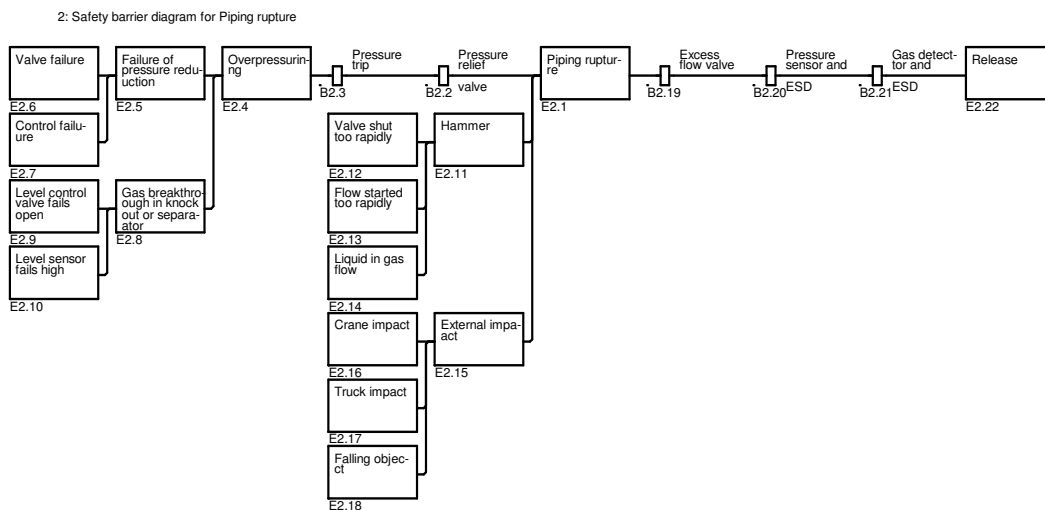 2: Safety barrier diagram for Piping rupture
Valve failure
E2.6
Failure of
pressure redu-
ction
E2.5
Overpressuri-
ng
E2.4
Pressure
trip
B2.3
Pressure
relief
valve
B2.2
Piping ruptur-
re
E2.1
Excess
flow valve
B2.19
Pressure
sensor and
ESD
B2.20
Gas detec-
tor and
ESD
B2.21
Release
E2.22
Control failu-
ure
E2.7
Level control
valve fails
open
E2.9
Gas breakthro-
ough in knock
out or separa-
ator
E2.8
Level sensor
fails high
E2.10
Valve shut
too rapidly
E2.12
Hammer
E2.11
Flow started
too rapidly
E2.13
Liquid in gas
flow
E2.14
Crane impact
E2.16
External impa-
act
E2.15
Truck impact
E2.17
Falling objec-
ct
E2.18